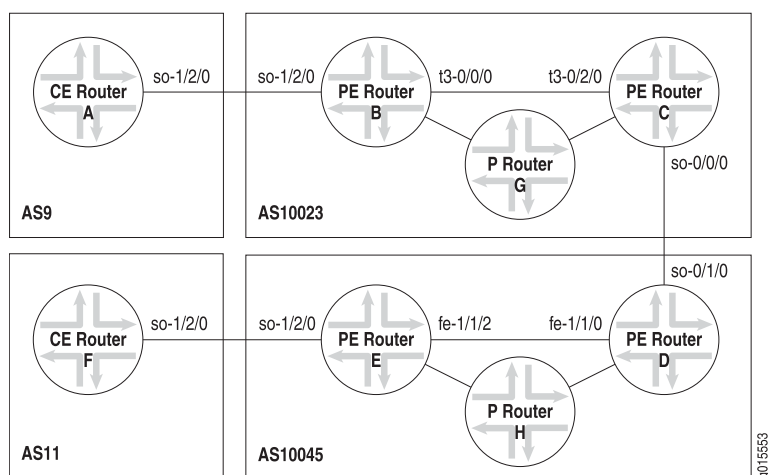 so-1/2/0
so-1/2/0
t3-0/0/0
t3-0/2/0
CE Router
A
PE Router
B
PE Router
C
P Router
G
so-0/0/0
AS9
AS10023
so-0/1/0
so-1/2/0
so-1/2/0
fe-1/1/2
fe-1/1/0
CE Router
F
PE Router
E
PE Router
D
P Router
H
AS11
AS10045